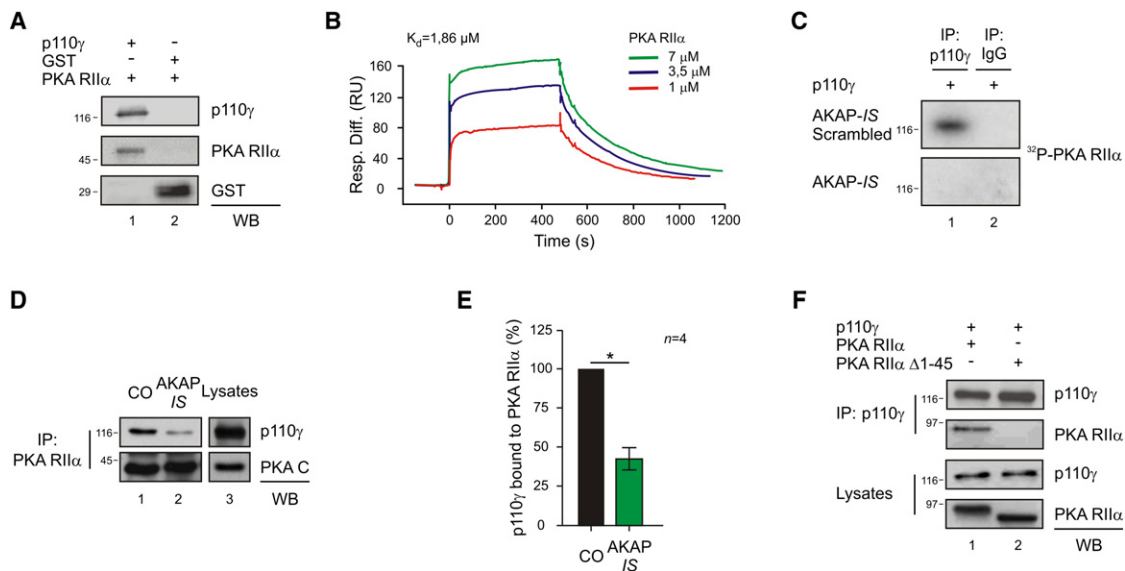 A
p110γ + -
GST - +
PKA RIIα + +
116 p110γ
45 PKA RIIα
29 GST
1 2 WB
B
Kd=1,86 µM
PKA RIIα
7 µM
3,5 µM
1 µM
Resp. Diff. (RU)
160
120
80
40
0
0 200 400 600 800 1000 1200
Time (s)
C
IP: p110γ
IP: IgG
p110γ + +
AKAP-IS Scrambled
116
AKAP-IS
116
³²P-PKA RIIα
1 2
D
CO AKAP IS Lysates
IP: PKA RIIα
116 p110γ
45 PKA C
1 2 3 WB
E
p110γ bound to PKA RIIα (%)
125
100
75
50
25
0
*
n=4
CO AKAP IS
F
p110γ + +
PKA RIIα + -
PKA RIIα Δ1-45 - +
IP: p110γ
116 p110γ
97 PKA RIIα
Lysates
116 p110γ
97 PKA RIIα
1 2 WB